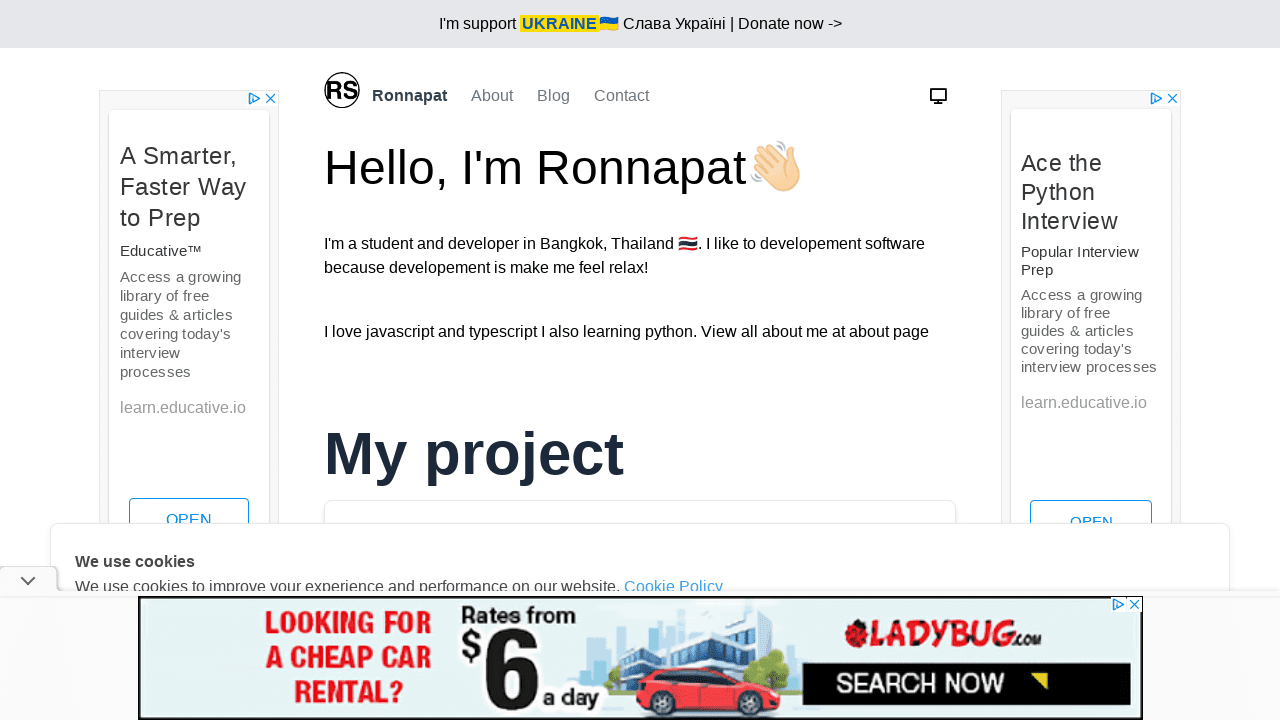 I'm support UKRAINE🇺🇦 Слава Україні | Donate now ->
RS Ronnapat About Blog Contact
Hello, I'm Ronnapat👋🏼
I'm a student and developer in Bangkok, Thailand 🇹🇭. I like to developement software
because developement is make me feel relax!
I love javascript and typescript I also learning python. View all about me at about page
My project
A Smarter,
Faster Way
to Prep
Educative™
Access a growing
library of free
guides & articles
covering today's
interview
processes
learn.educative.io
OPEN
Ace the
Python
Interview
Popular Interview
Prep
Access a growing
library of free
guides & articles
covering today's
interview processes
learn.educative.io
OPEN
We use cookies
We use cookies to improve your experience and performance on our website. Cookie Policy
LOOKING FOR
A CHEAP CAR
RENTAL?
Rates from
$6
a day
LADYBUG.com
SEARCH NOW